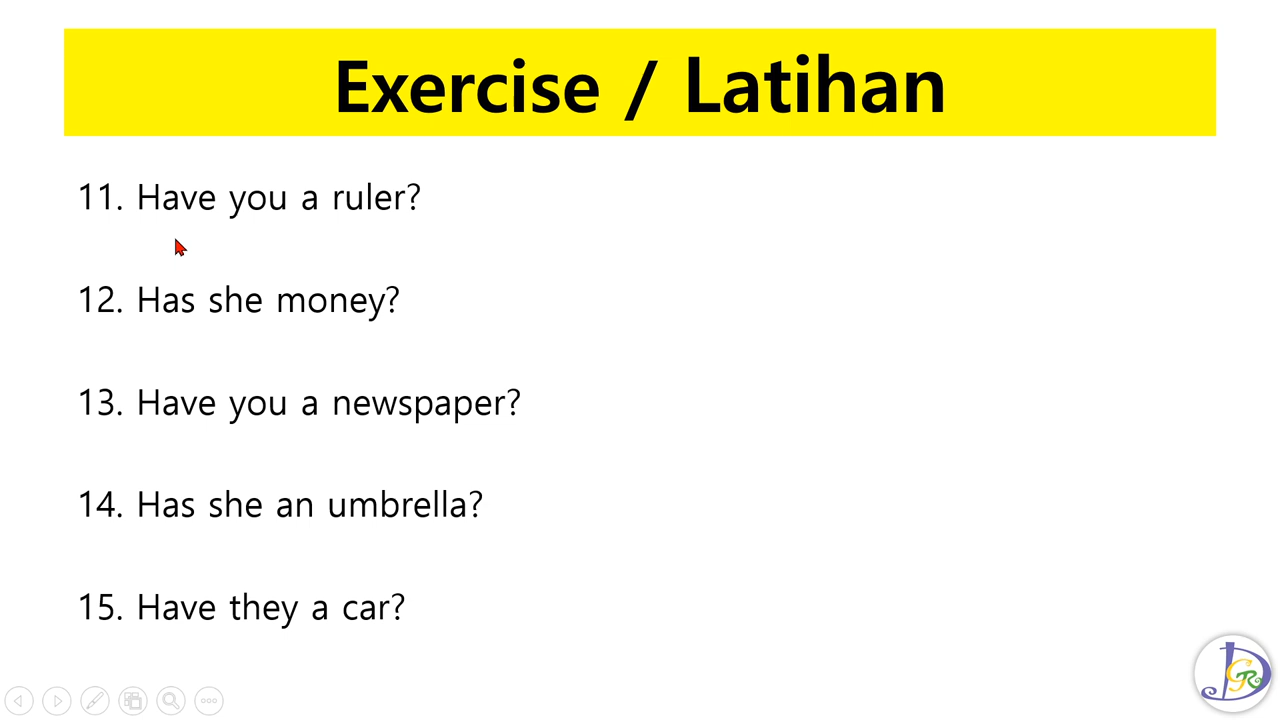 Exercise / Latihan
11. Have you a ruler?
12. Has she money?
13. Have you a newspaper?
14. Has she an umbrella?
15. Have they a car?